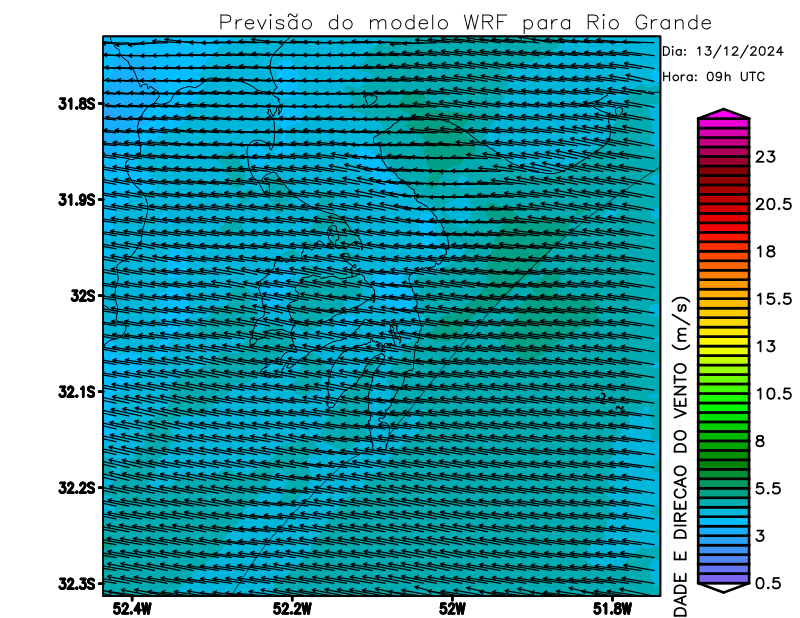 Previsão do modelo WRF para Rio Grande
Dia: 13/12/2024
Hora: 09h UTC
31.8S
31.9S
32S
32.1S
32.2S
32.3S
52.4W
52.2W
52W
51.8W
23
20.5
18
15.5
13
10.5
8
5.5
3
0.5
DADE E DIRECAO DO VENTO (m/s)